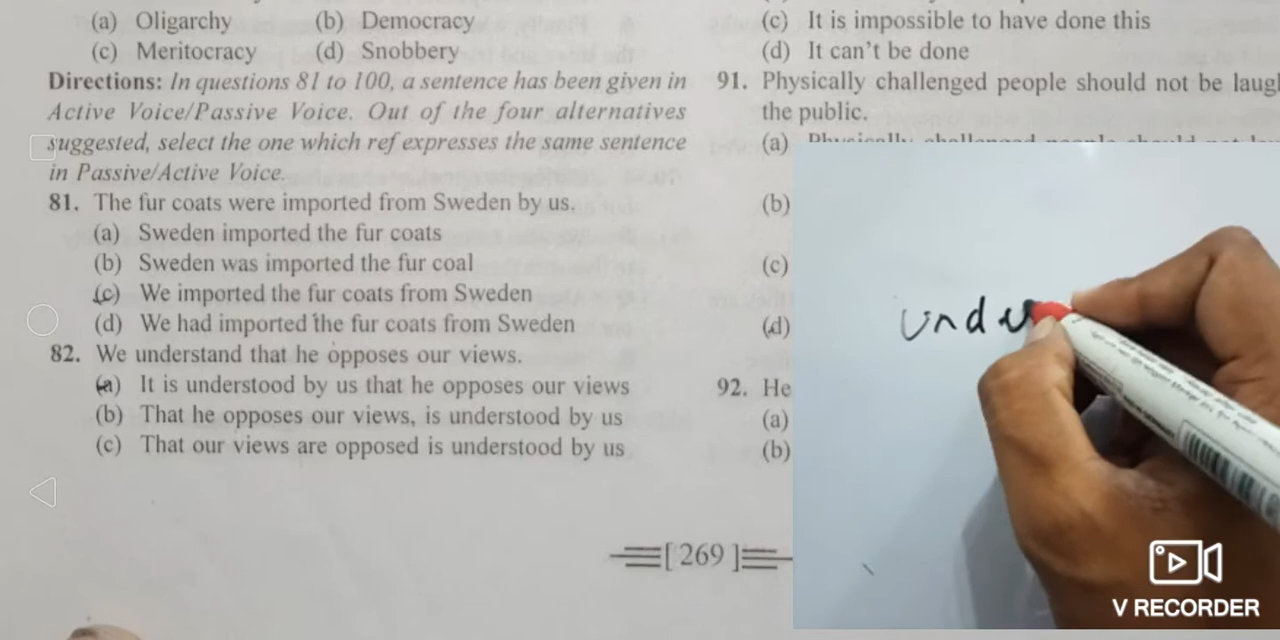 (a) Oligarchy (b) Democracy
(c) Meritocracy (d) Snobbery
Directions: In questions 81 to 100, a sentence has been given in
Active Voice/Passive Voice. Out of the four alternatives
suggested, select the one which ref expresses the same sentence
in Passive/Active Voice.
81. The fur coats were imported from Sweden by us.
(a) Sweden imported the fur coats
(b) Sweden was imported the fur coal
(c) We imported the fur coats from Sweden
(d) We had imported the fur coats from Sweden
82. We understand that he opposes our views.
(a) It is understood by us that he opposes our views
(b) That he opposes our views, is understood by us
(c) That our views are opposed is understood by us
[269]
(c) It is impossible to have done this
(d) It can't be done
91. Physically challenged people should not be laug
the public.
(a) Physically challenged people should not
(b)
(c)
(d)
92. He
(a)
(b)
unde
V RECORDER